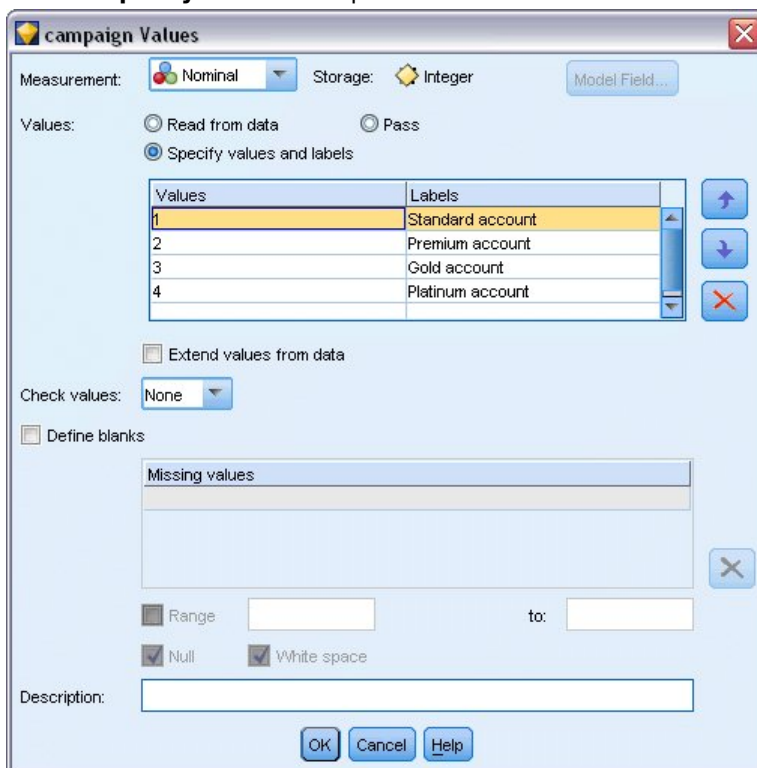 campaign Values
Measurement: Nominal Storage: Integer Model Field...
Values: Read from data Pass
Specify values and labels
Values Labels
1 Standard account
2 Premium account
3 Gold account
4 Platinum account
Extend values from data
Check values: None
Define blanks
Missing values
Range to:
Null White space
Description:
OK Cancel Help